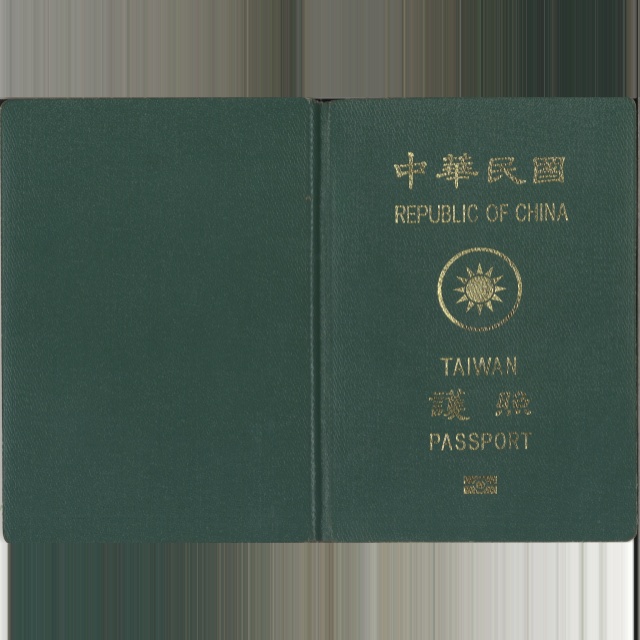 中華民國
REPUBLIC OF CHINA
TAIWAN
護照
PASSPORT